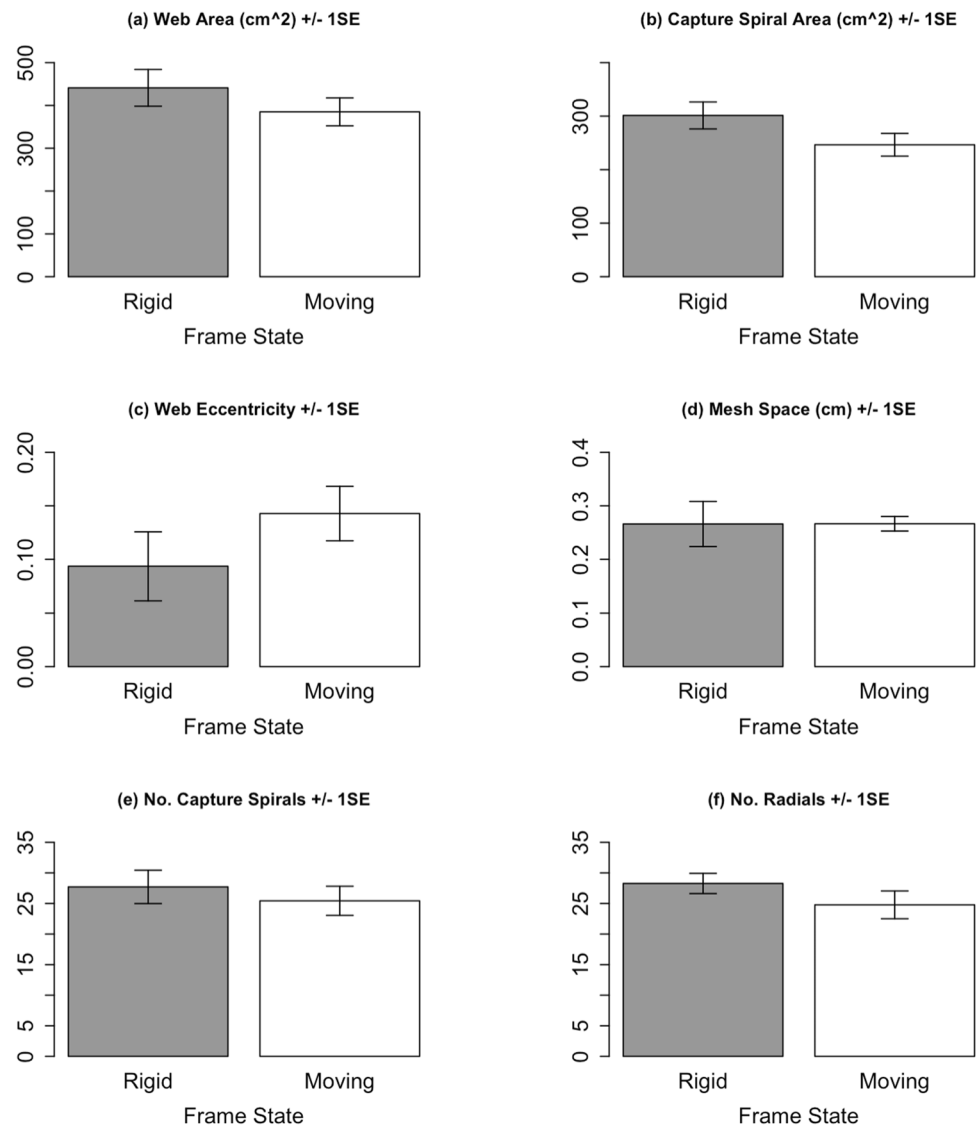 (a) Web Area (cm^2) +/- 1SE
500
300
100
0
Rigid Moving
Frame State
(b) Capture Spiral Area (cm^2) +/- 1SE
300
100
0
Rigid Moving
Frame State
(c) Web Eccentricity +/- 1SE
0.20
0.10
0.00
Rigid Moving
Frame State
(d) Mesh Space (cm) +/- 1SE
0.4
0.3
0.2
0.1
0.0
Rigid Moving
Frame State
(e) No. Capture Spirals +/- 1SE
35
25
15
5
0
Rigid Moving
Frame State
(f) No. Radials +/- 1SE
35
25
15
5
0
Rigid Moving
Frame State